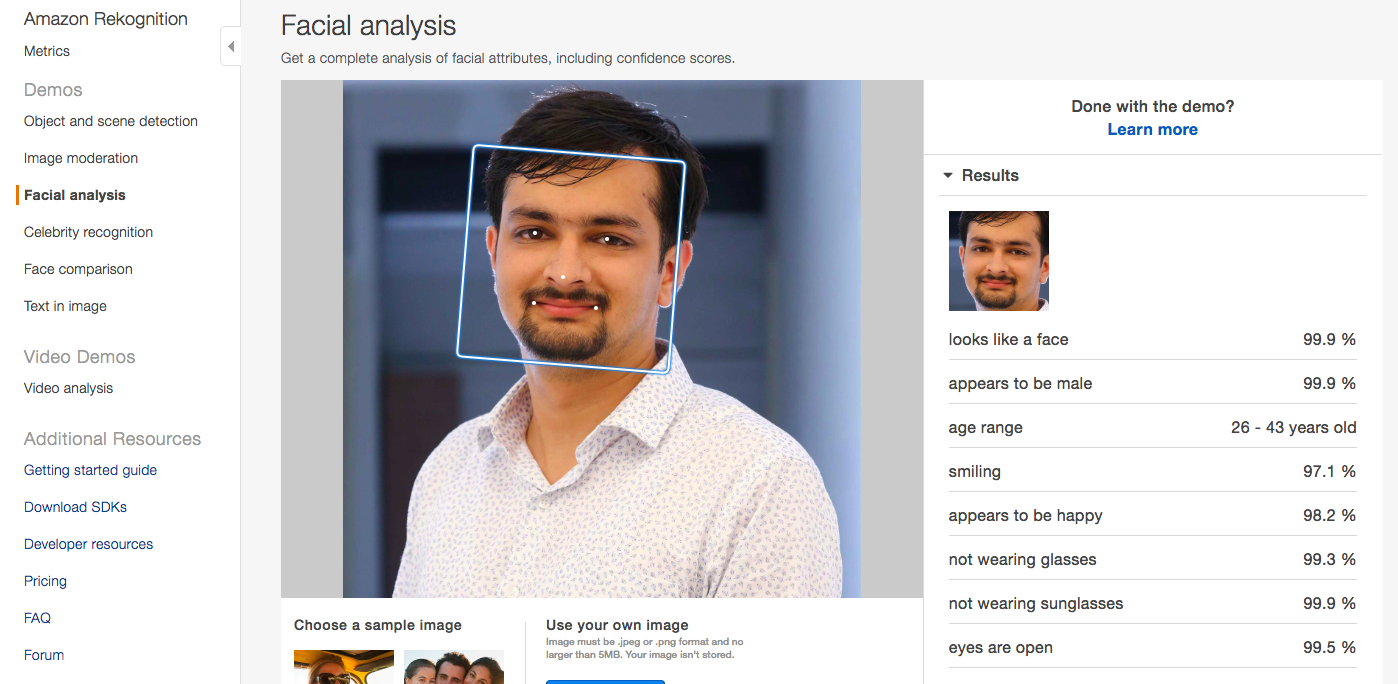 Amazon Rekognition
Metrics
Demos
Object and scene detection
Image moderation
Facial analysis
Celebrity recognition
Face comparison
Text in image
Video Demos
Video analysis
Additional Resources
Getting started guide
Download SDKs
Developer resources
Pricing
FAQ
Forum
Facial analysis
Get a complete analysis of facial attributes, including confidence scores.
Choose a sample image
Use your own image
Image must be .jpeg or .png format and no
larger than 5MB. Your image isn't stored.
Done with the demo?
Learn more
Results
looks like a face 99.9 %
appears to be male 99.9 %
age range 26 - 43 years old
smiling 97.1 %
appears to be happy 98.2 %
not wearing glasses 99.3 %
not wearing sunglasses 99.9 %
eyes are open 99.5 %